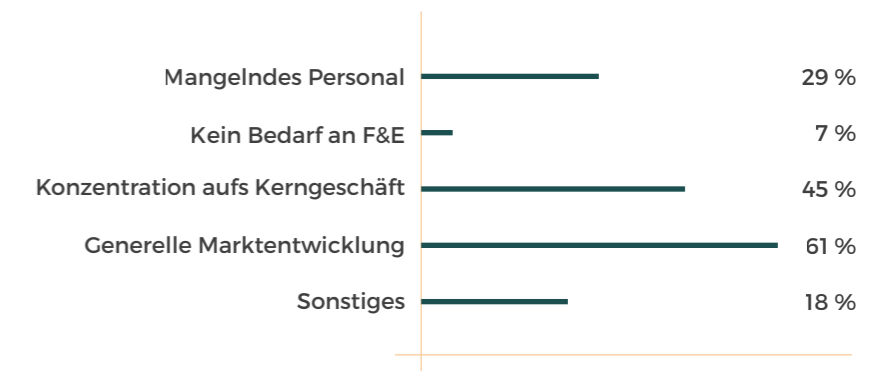 Mangelndes Personal 29 %
Kein Bedarf an F&E 7 %
Konzentration aufs Kerngeschäft 45 %
Generelle Marktentwicklung 61 %
Sonstiges 18 %